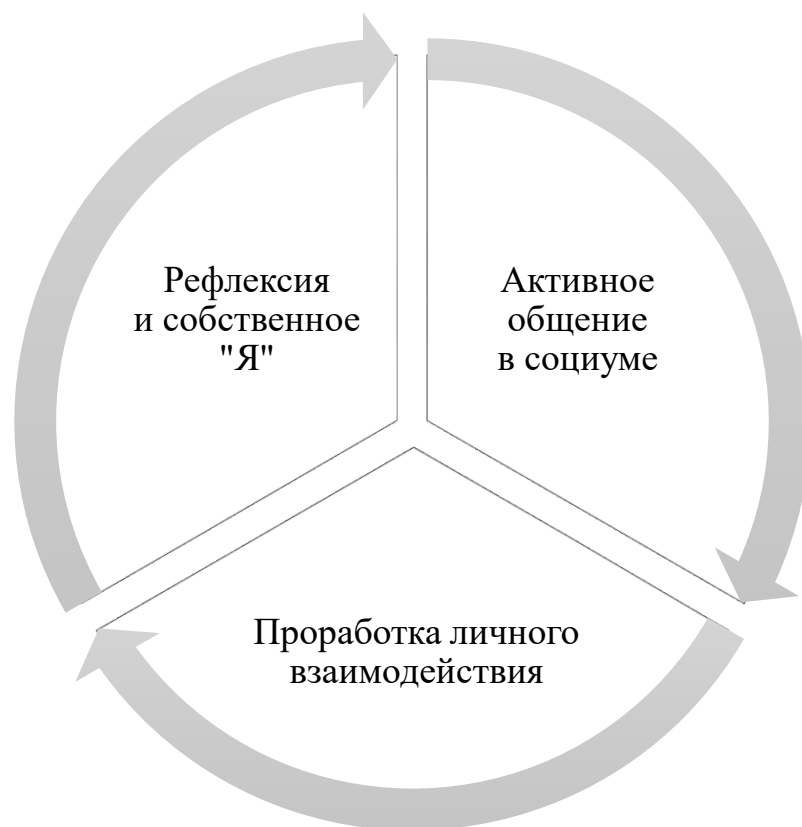 Рефлексия
и собственное
"Я"
Активное
общение
в социуме
Проработка личного
взаимодействия